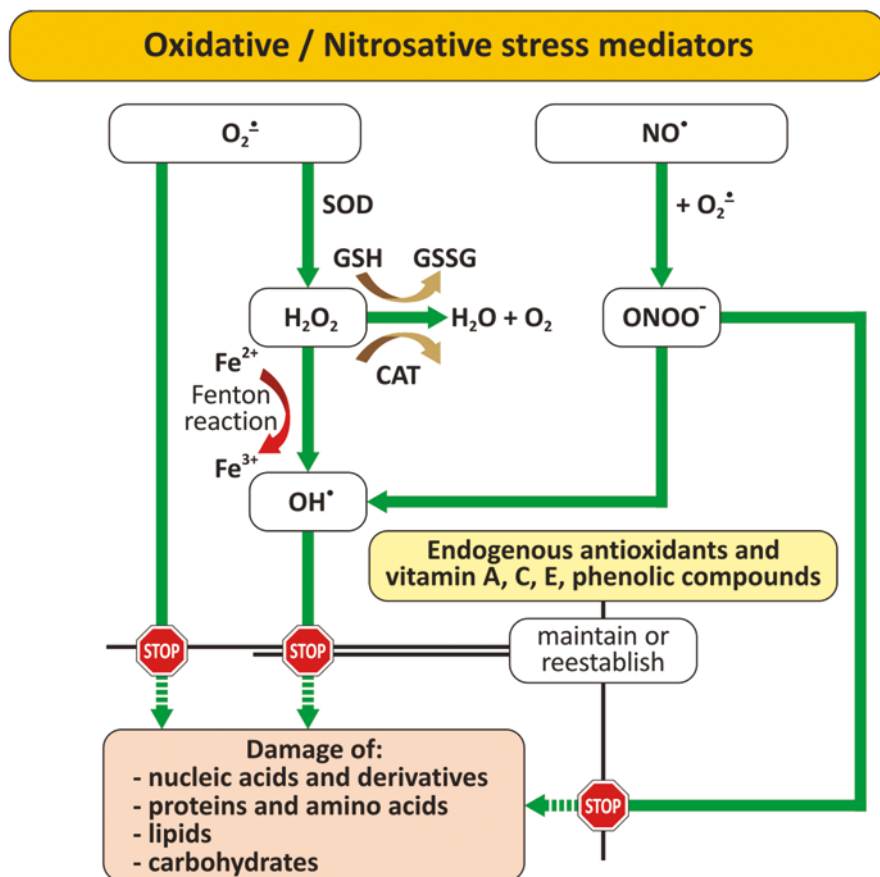 Oxidative / Nitrosative stress mediators
O₂•̲
NO•
SOD
+ O₂•̲
GSH
GSSG
H₂O₂
H₂O + O₂
ONOO⁻
Fe²⁺
CAT
Fenton
reaction
Fe³⁺
OH•
Endogenous antioxidants and
vitamin A, C, E, phenolic compounds
STOP
STOP
maintain or
reestablish
Damage of:
- nucleic acids and derivatives
- proteins and amino acids
- lipids
- carbohydrates
STOP